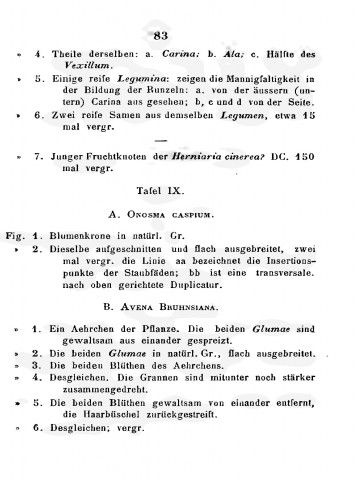 83
» 4. Theile derselben: a. Carina; b. Ala; c. Hälfte des
Vexillum.
» 5. Einige reife Legumina: zeigen die Mannigfaltigkeit in
der Bildung der Runzeln: a. von der äussern (un-
tern) Carina aus gesehen; b, c und d von der Seite.
» 6. Zwei reife Samen aus demselben Legumen, etwa 15
mal vergr.
» 7. Junger Fruchtknoten der Herniaria cinerea? DC. 150
mal vergr.
Tafel IX.
A. Onosma caspium.
Fig. 1. Blumenkrone in natürl. Gr.
» 2. Dieselbe aufgeschnitten und flach ausgebreitet, zwei
mal vergr. die Linie aa bezeichnet die Insertions-
punkte der Staubfäden; bb ist eine transversale.
nach oben gerichtete Duplicatur.
B. Avena Bruhnsiana.
» 1. Ein Aehrchen der Pflanze. Die beiden Glumae sind
gewaltsam aus einander gespreizt.
» 2. Die beiden Glumae in natürl. Gr., flach ausgebreitet.
» 3. Die beiden Blüthen des Aehrchens.
» 4. Desgleichen. Die Grannen sind mitunter noch stärker
zusammengedreht.
» 5. Die beiden Blüthen gewaltsam von einander entfernt,
die Haarbüschel zurückgestreift.
» 6. Desgleichen; vergr.